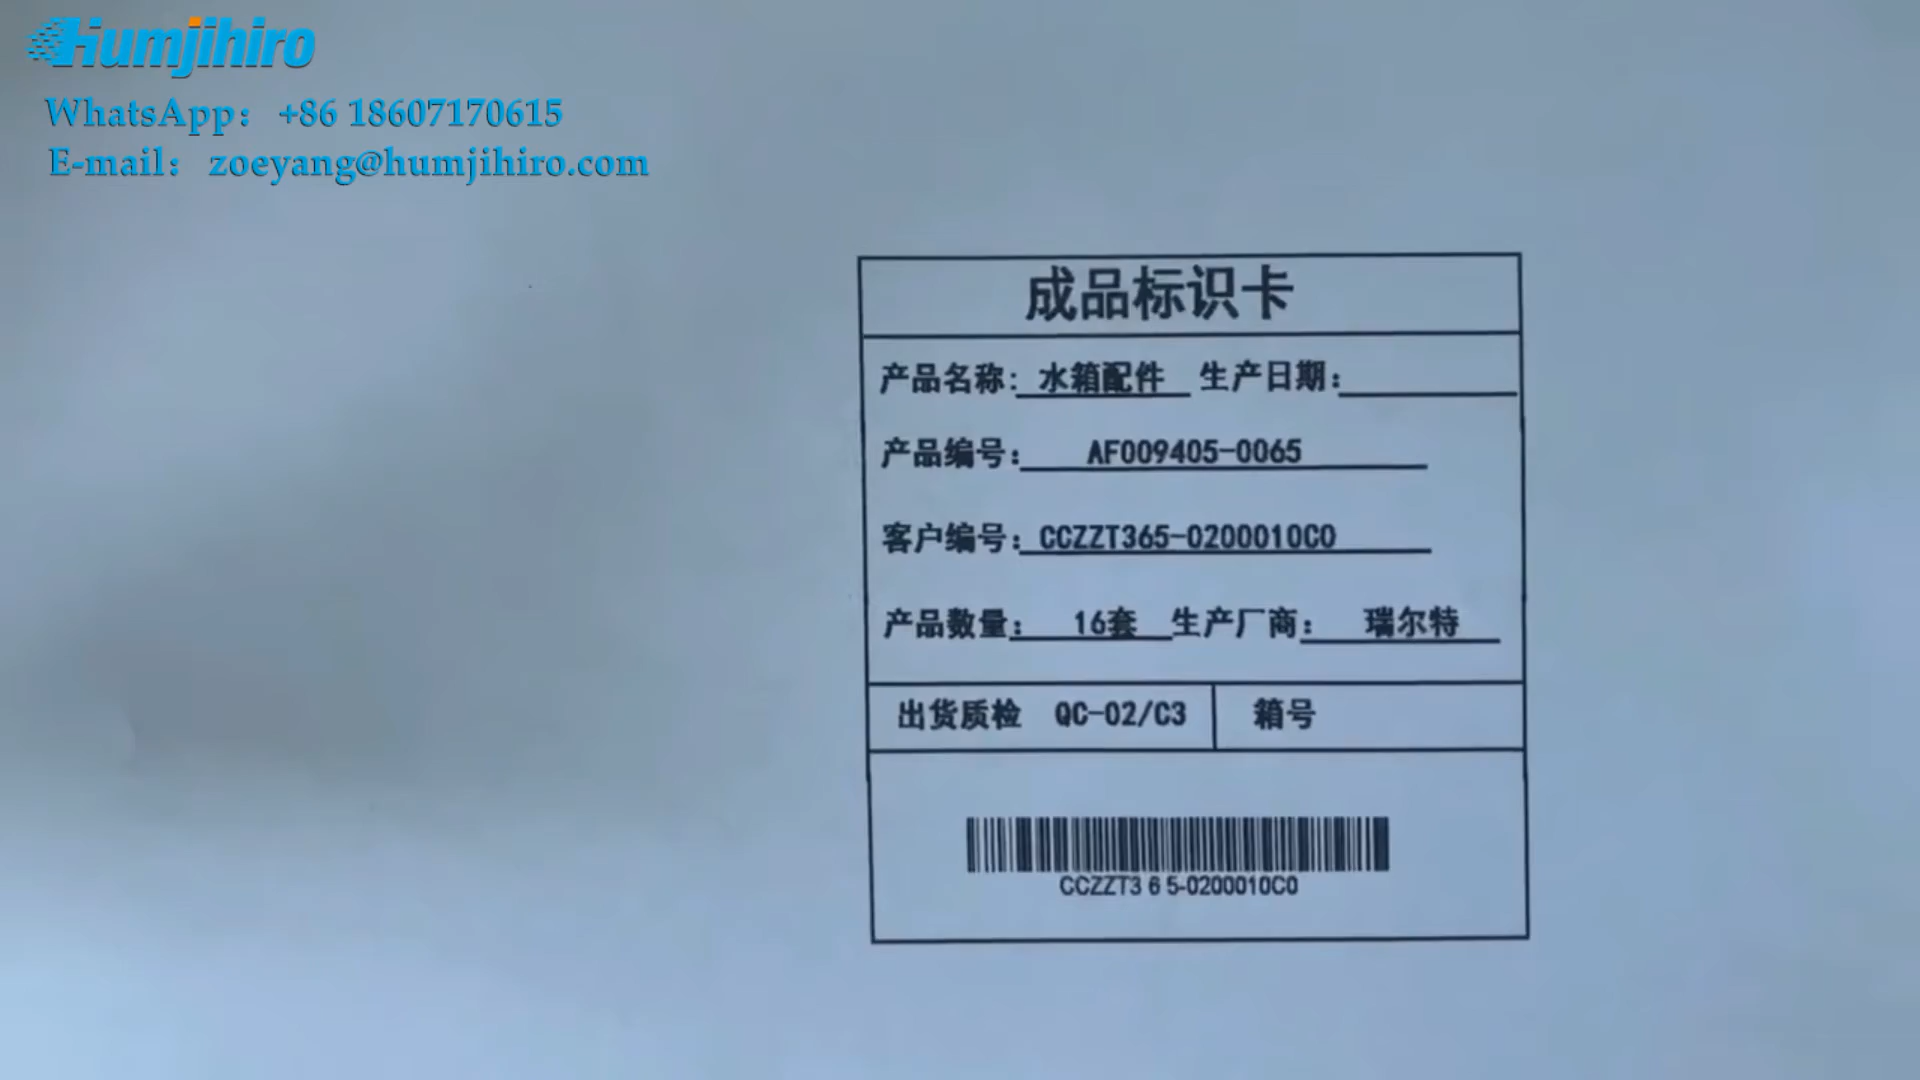 Humjihiro
WhatsApp： +86 18607170615
E-mail： zoeyang@humjihiro.com
成品标识卡
产品名称: 水箱配件 生产日期:
产品编号: AF009405-0065
客户编号: CCZZT365-0200010C0
产品数量: 16套 生产厂商: 瑞尔特
出货质检 QC-02/C3 箱号
CCZZT3 6 5-0200010C0